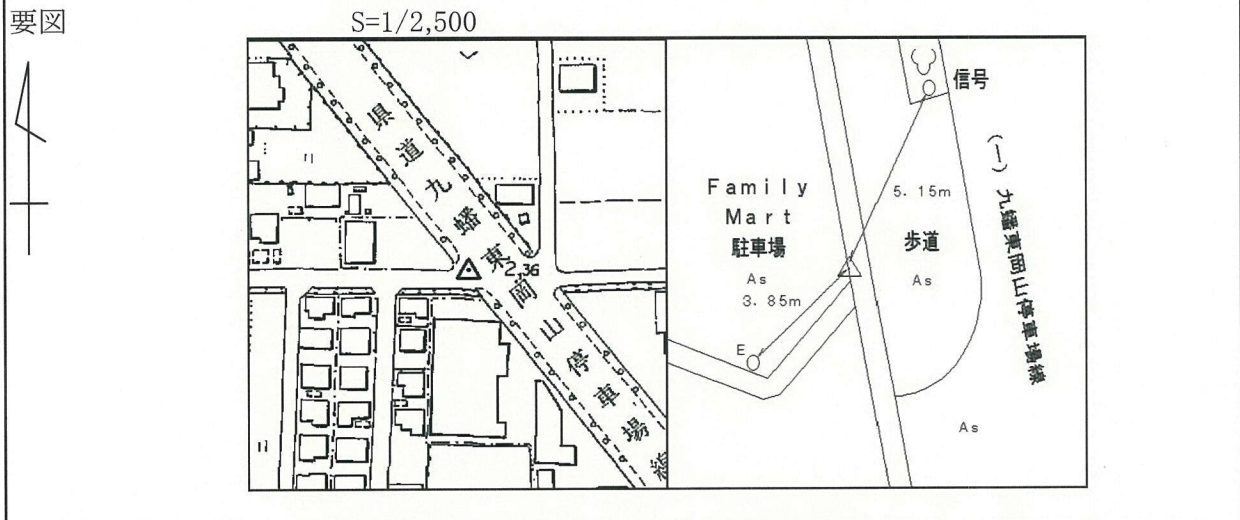 要図
S=1/2,500
県道九蟠東岡山停車場線
2.36
信号
5.15m
(一)九蟠東岡山停車場線
Family
Mart
駐車場
As
3.85m
歩道
As
E
As